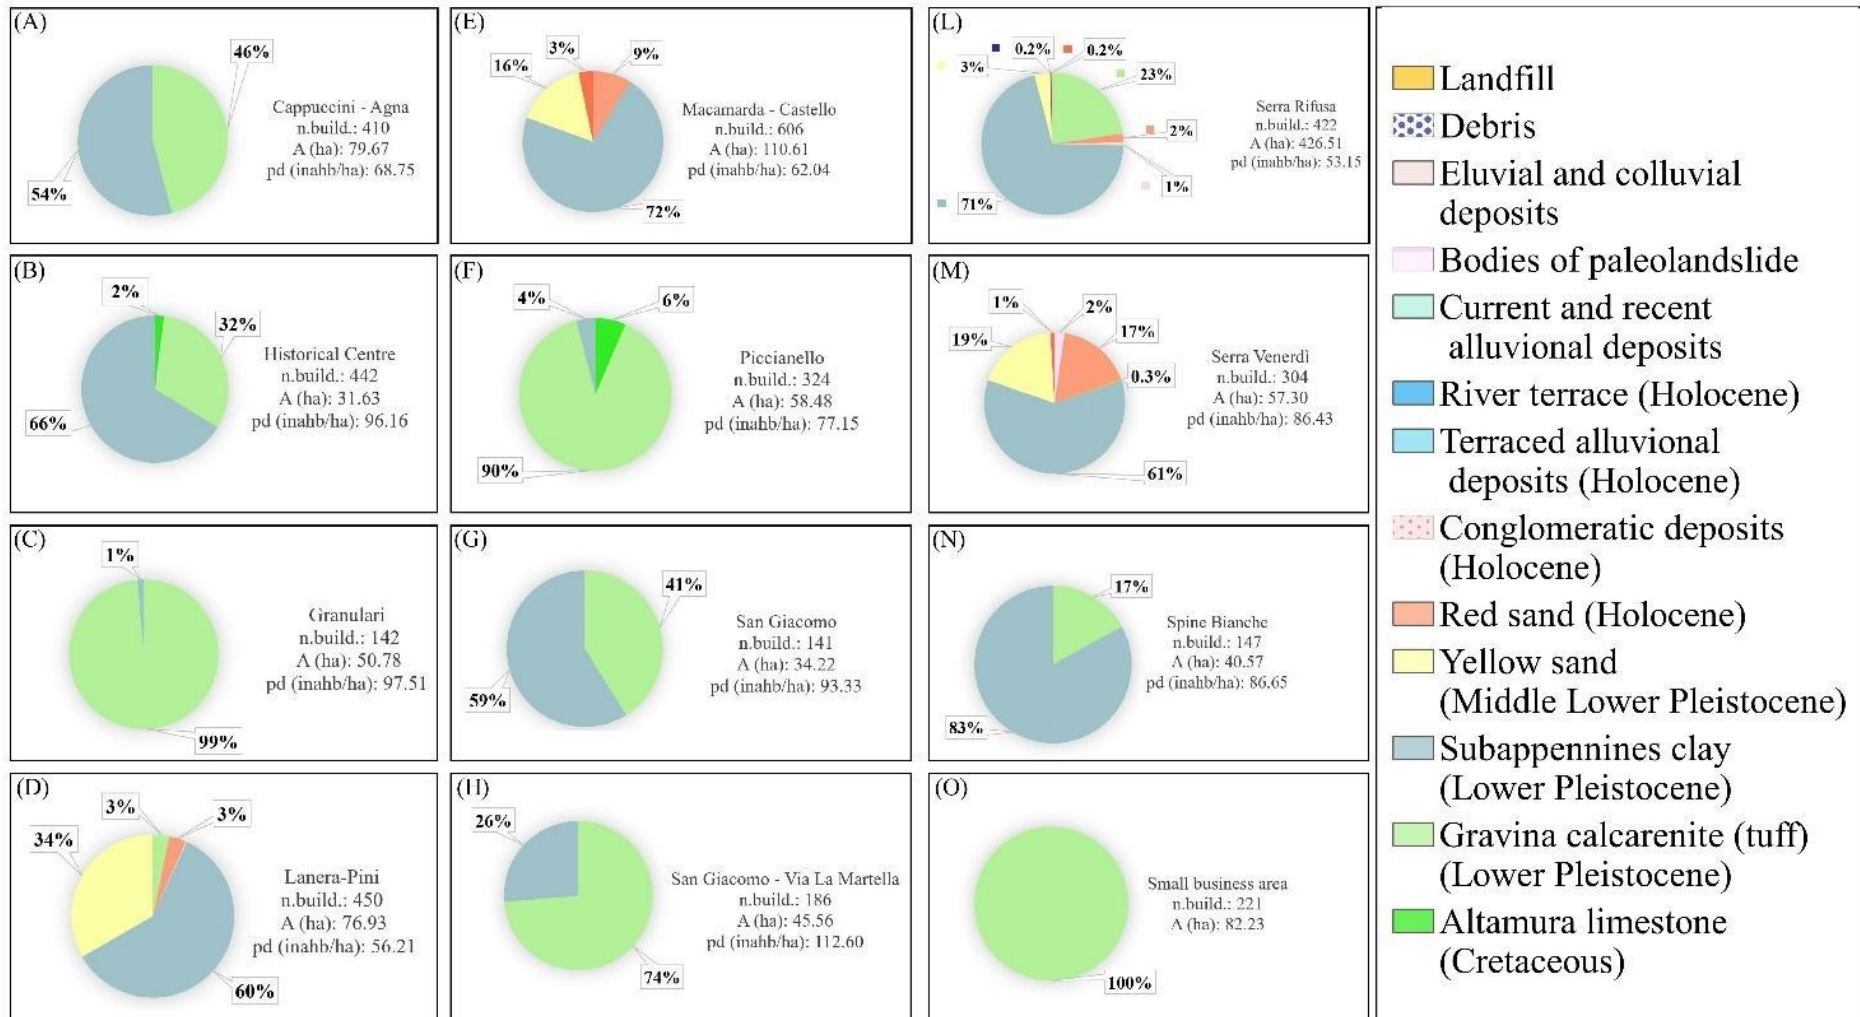 (A)
46%
54%
Cappuccini - Agna
n.build.: 410
A (ha): 79.67
pd (inahb/ha): 68.75
(B)
2%
32%
66%
Historical Centre
n.build.: 442
A (ha): 31.63
pd (inahb/ha): 96.16
(C)
1%
99%
Granulari
n.build.: 142
A (ha): 50.78
pd (inahb/ha): 97.51
(D)
3%
3%
34%
60%
Lanera-Pini
n.build.: 450
A (ha): 76.93
pd (inahb/ha): 56.21
(E)
3%
9%
16%
72%
Macamarda - Castello
n.build.: 606
A (ha): 110.61
pd (inahb/ha): 62.04
(F)
4%
6%
90%
Piccianello
n.build.: 324
A (ha): 58.48
pd (inahb/ha): 77.15
(G)
41%
59%
San Giacomo
n.build.: 141
A (ha): 34.22
pd (inahb/ha): 93.33
(H)
26%
74%
San Giacomo - Via La Martella
n.build.: 186
A (ha): 45.56
pd (inahb/ha): 112.60
(L)
0.2%
0.2%
3%
23%
2%
1%
71%
Serra Rifusa
n.build.: 422
A (ha): 426.51
pd (inahb/ha): 53.15
(M)
1%
2%
19%
17%
0.3%
61%
Serra Venerdì
n.build.: 304
A (ha): 57.30
pd (inahb/ha): 86.43
(N)
17%
83%
Spine Bianche
n.build.: 147
A (ha): 40.57
pd (inahb/ha): 86.65
(O)
100%
Small business area
n.build.: 221
A (ha): 82.23
Landfill
Debris
Eluvial and colluvial
deposits
Bodies of paleolandslide
Current and recent
alluvional deposits
River terrace (Holocene)
Terraced alluvional
deposits (Holocene)
Conglomeratic deposits
(Holocene)
Red sand (Holocene)
Yellow sand
(Middle Lower Pleistocene)
Subappennines clay
(Lower Pleistocene)
Gravina calcarenite (tuff)
(Lower Pleistocene)
Altamura limestone
(Cretaceous)